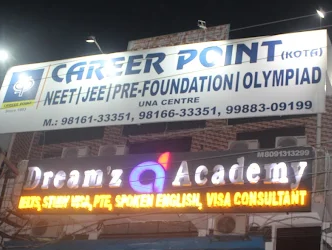 CAREER POINT (KOTA)
NEET/JEE/PRE-FOUNDATION/OLYMPIAD
UNA CENTRE
M.: 98161-33351, 98166-33351, 99883-09199
M8091313299
Dream'z a Academy
IELTS, STUDY VISA, PTE, SPOKEN ENGLISH, VISA CONSULTANT